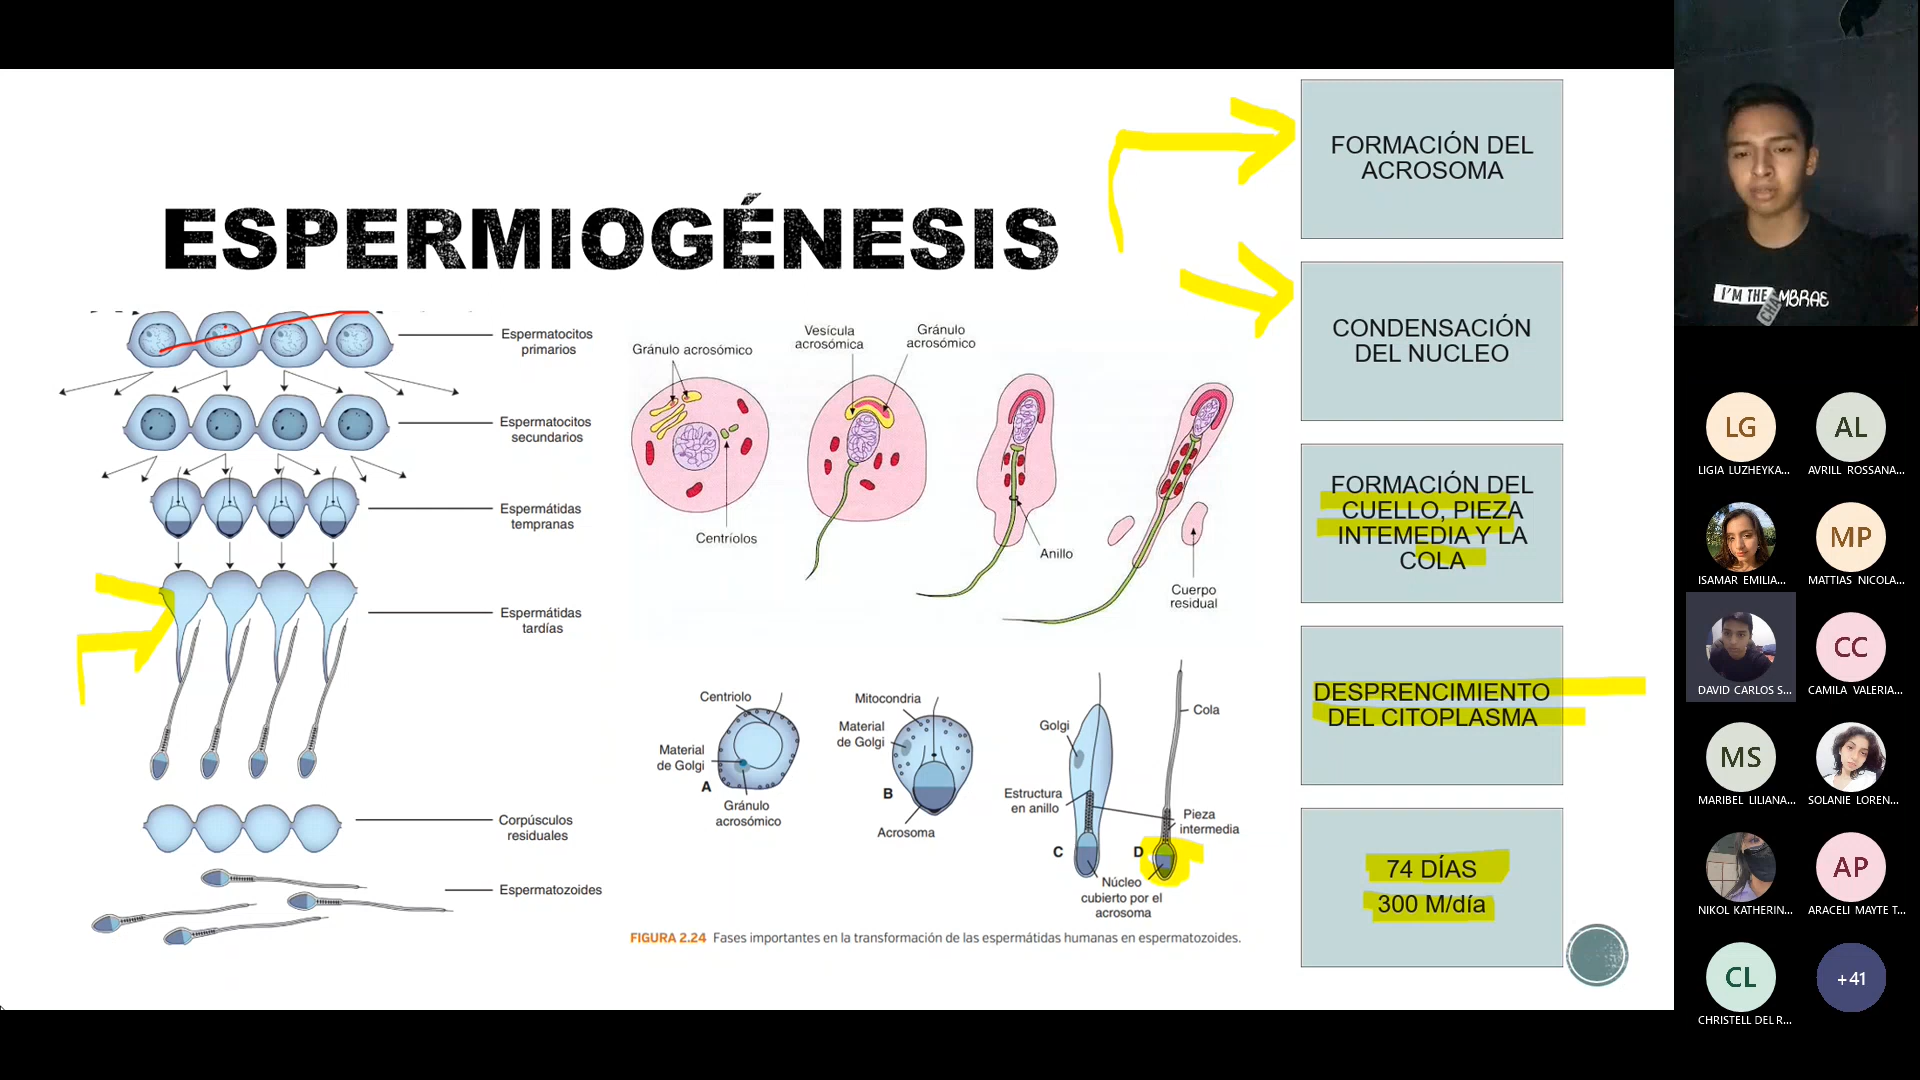 ESPERMIOGÉNESIS
Espermatocitos
primarios
Espermatocitos
secundarios
Espermátidas
tempranas
Espermátidas
tardías
Corpúsculos
residuales
Espermatozoides
Gránulo acrosómico
Vesícula
acrosómica
Gránulo
acrosómico
Centríolos
Anillo
Cuerpo
residual
Centriolo
Material
de Golgi
A
Gránulo
acrosómico
Mitocondria
Material
de Golgi
B
Acrosoma
Golgi
Estructura
en anillo
C
Cola
Pieza
intermedia
D
Núcleo
cubierto por el
acrosoma
FIGURA 2.24 Fases importantes en la transformación de las espermátidas humanas en espermatozoides.
FORMACIÓN DEL
ACROSOMA
CONDENSACIÓN
DEL NUCLEO
FORMACIÓN DEL
CUELLO, PIEZA
INTEMEDIA Y LA
COLA
DESPRENCIMIENTO
DEL CITOPLASMA
74 DÍAS
300 M/día
I'M THE
MBRAE
LG
LIGIA LUZHEYKA...
AL
AVRILL ROSSANA...
ISAMAR EMILIA...
MP
MATTIAS NICOLA...
DAVID CARLOS S...
CC
CAMILA VALERIA...
MS
MARIBEL LILIANA...
SOLANIE LOREN...
NIKOL KATHERIN...
AP
ARACELI MAYTE T...
CL
CHRISTELL DEL R...
+41